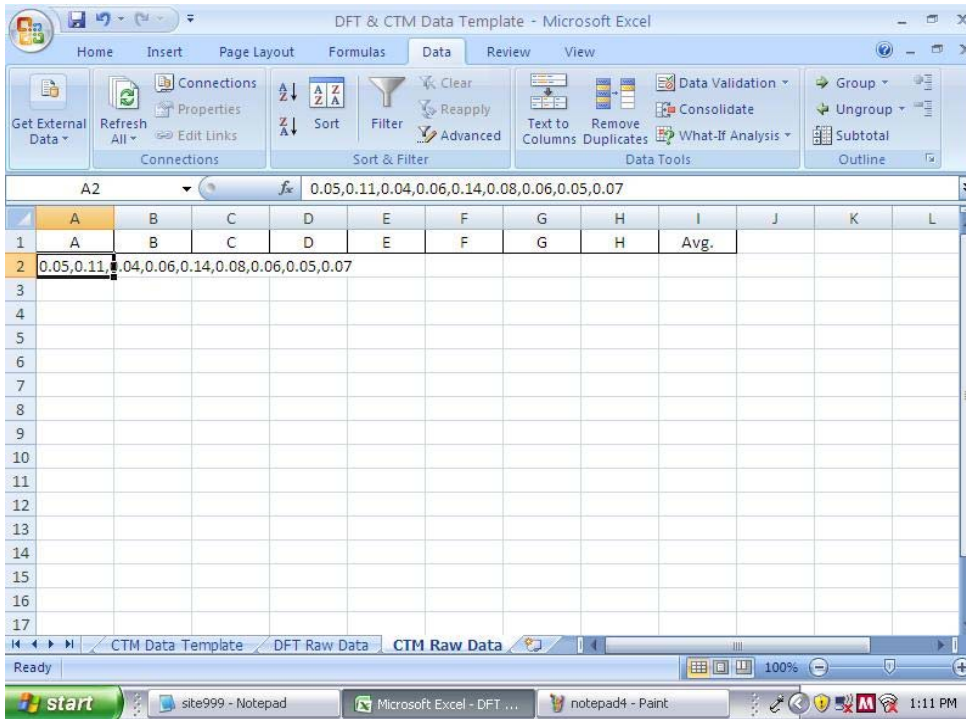 DFT & CTM Data Template - Microsoft Excel
Home Insert Page Layout Formulas Data Review View
Get External Data
Refresh All
Connections
Properties
Edit Links
Connections
Sort
Filter
Clear
Reapply
Advanced
Sort & Filter
Text to Columns
Remove Duplicates
Data Validation
Consolidate
What-If Analysis
Data Tools
Group
Ungroup
Subtotal
Outline
A2 fx 0.05,0.11,0.04,0.06,0.14,0.08,0.06,0.05,0.07
A B C D E F G H I J K L
1 A B C D E F G H Avg.
2 0.05,0.11,0.04,0.06,0.14,0.08,0.06,0.05,0.07
3
4
5
6
7
8
9
10
11
12
13
14
15
16
17
CTM Data Template DFT Raw Data CTM Raw Data
Ready 100%
start site999 - Notepad Microsoft Excel - DFT ... notepad4 - Paint 1:11 PM